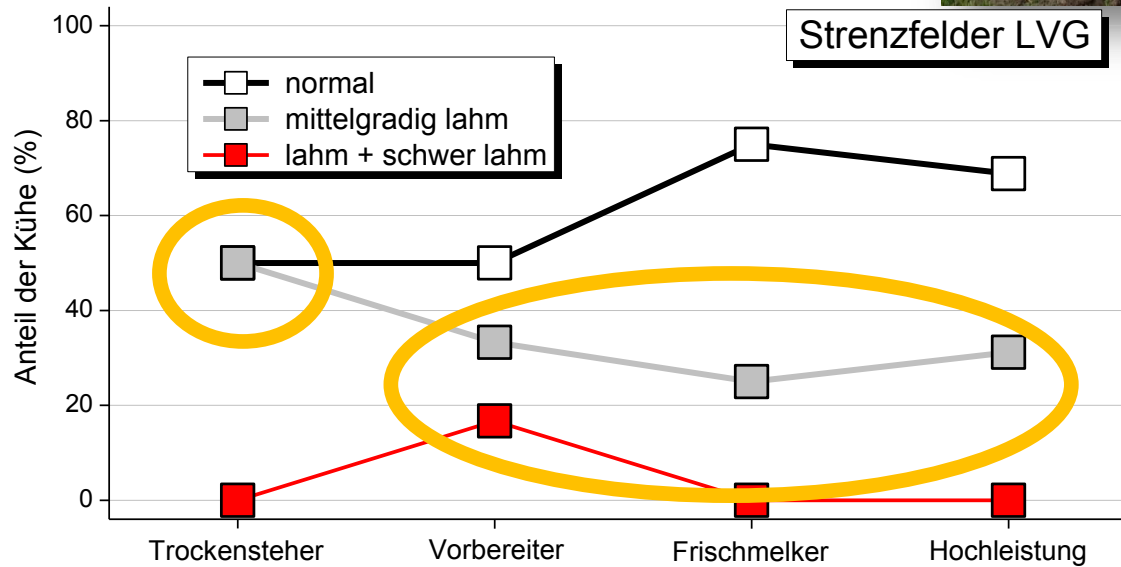 Strenzfelder LVG
normal
mittelgradig lahm
lahm + schwer lahm
Anteil der Kühe (%)
100
80
60
40
20
0
Trockensteher Vorbereiter Frischmelker Hochleistung